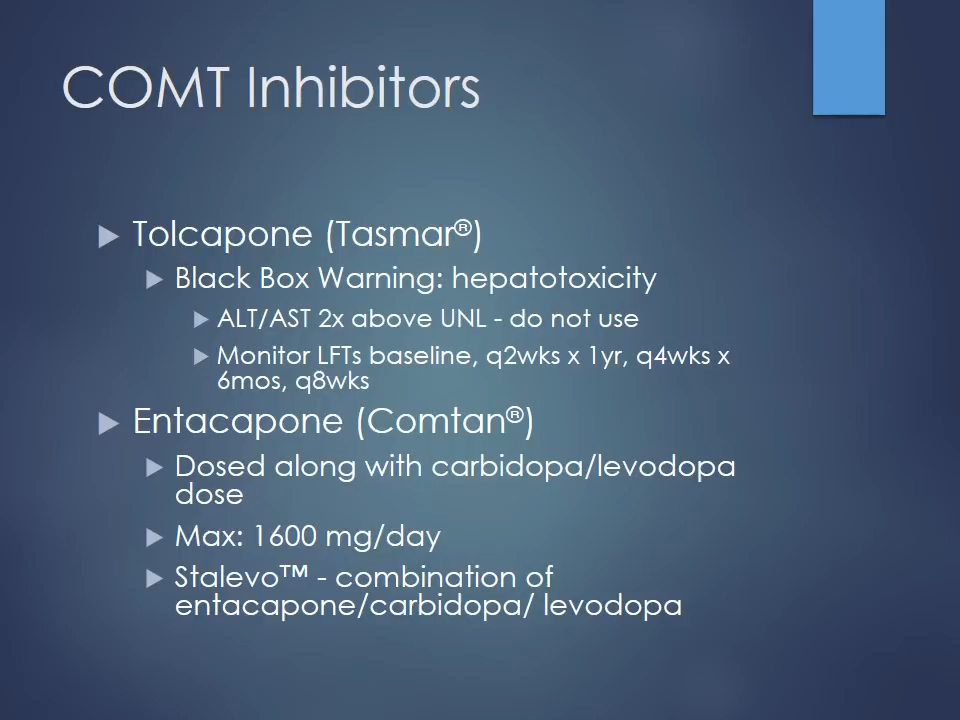 COMT Inhibitors
Tolcapone (Tasmar®)
Black Box Warning: hepatotoxicity
ALT/AST 2x above UNL - do not use
Monitor LFTs baseline, q2wks x 1yr, q4wks x
6mos, q8wks
Entacapone (Comtan®)
Dosed along with carbidopa/levodopa
dose
Max: 1600 mg/day
Stalevo™ - combination of
entacapone/carbidopa/ levodopa